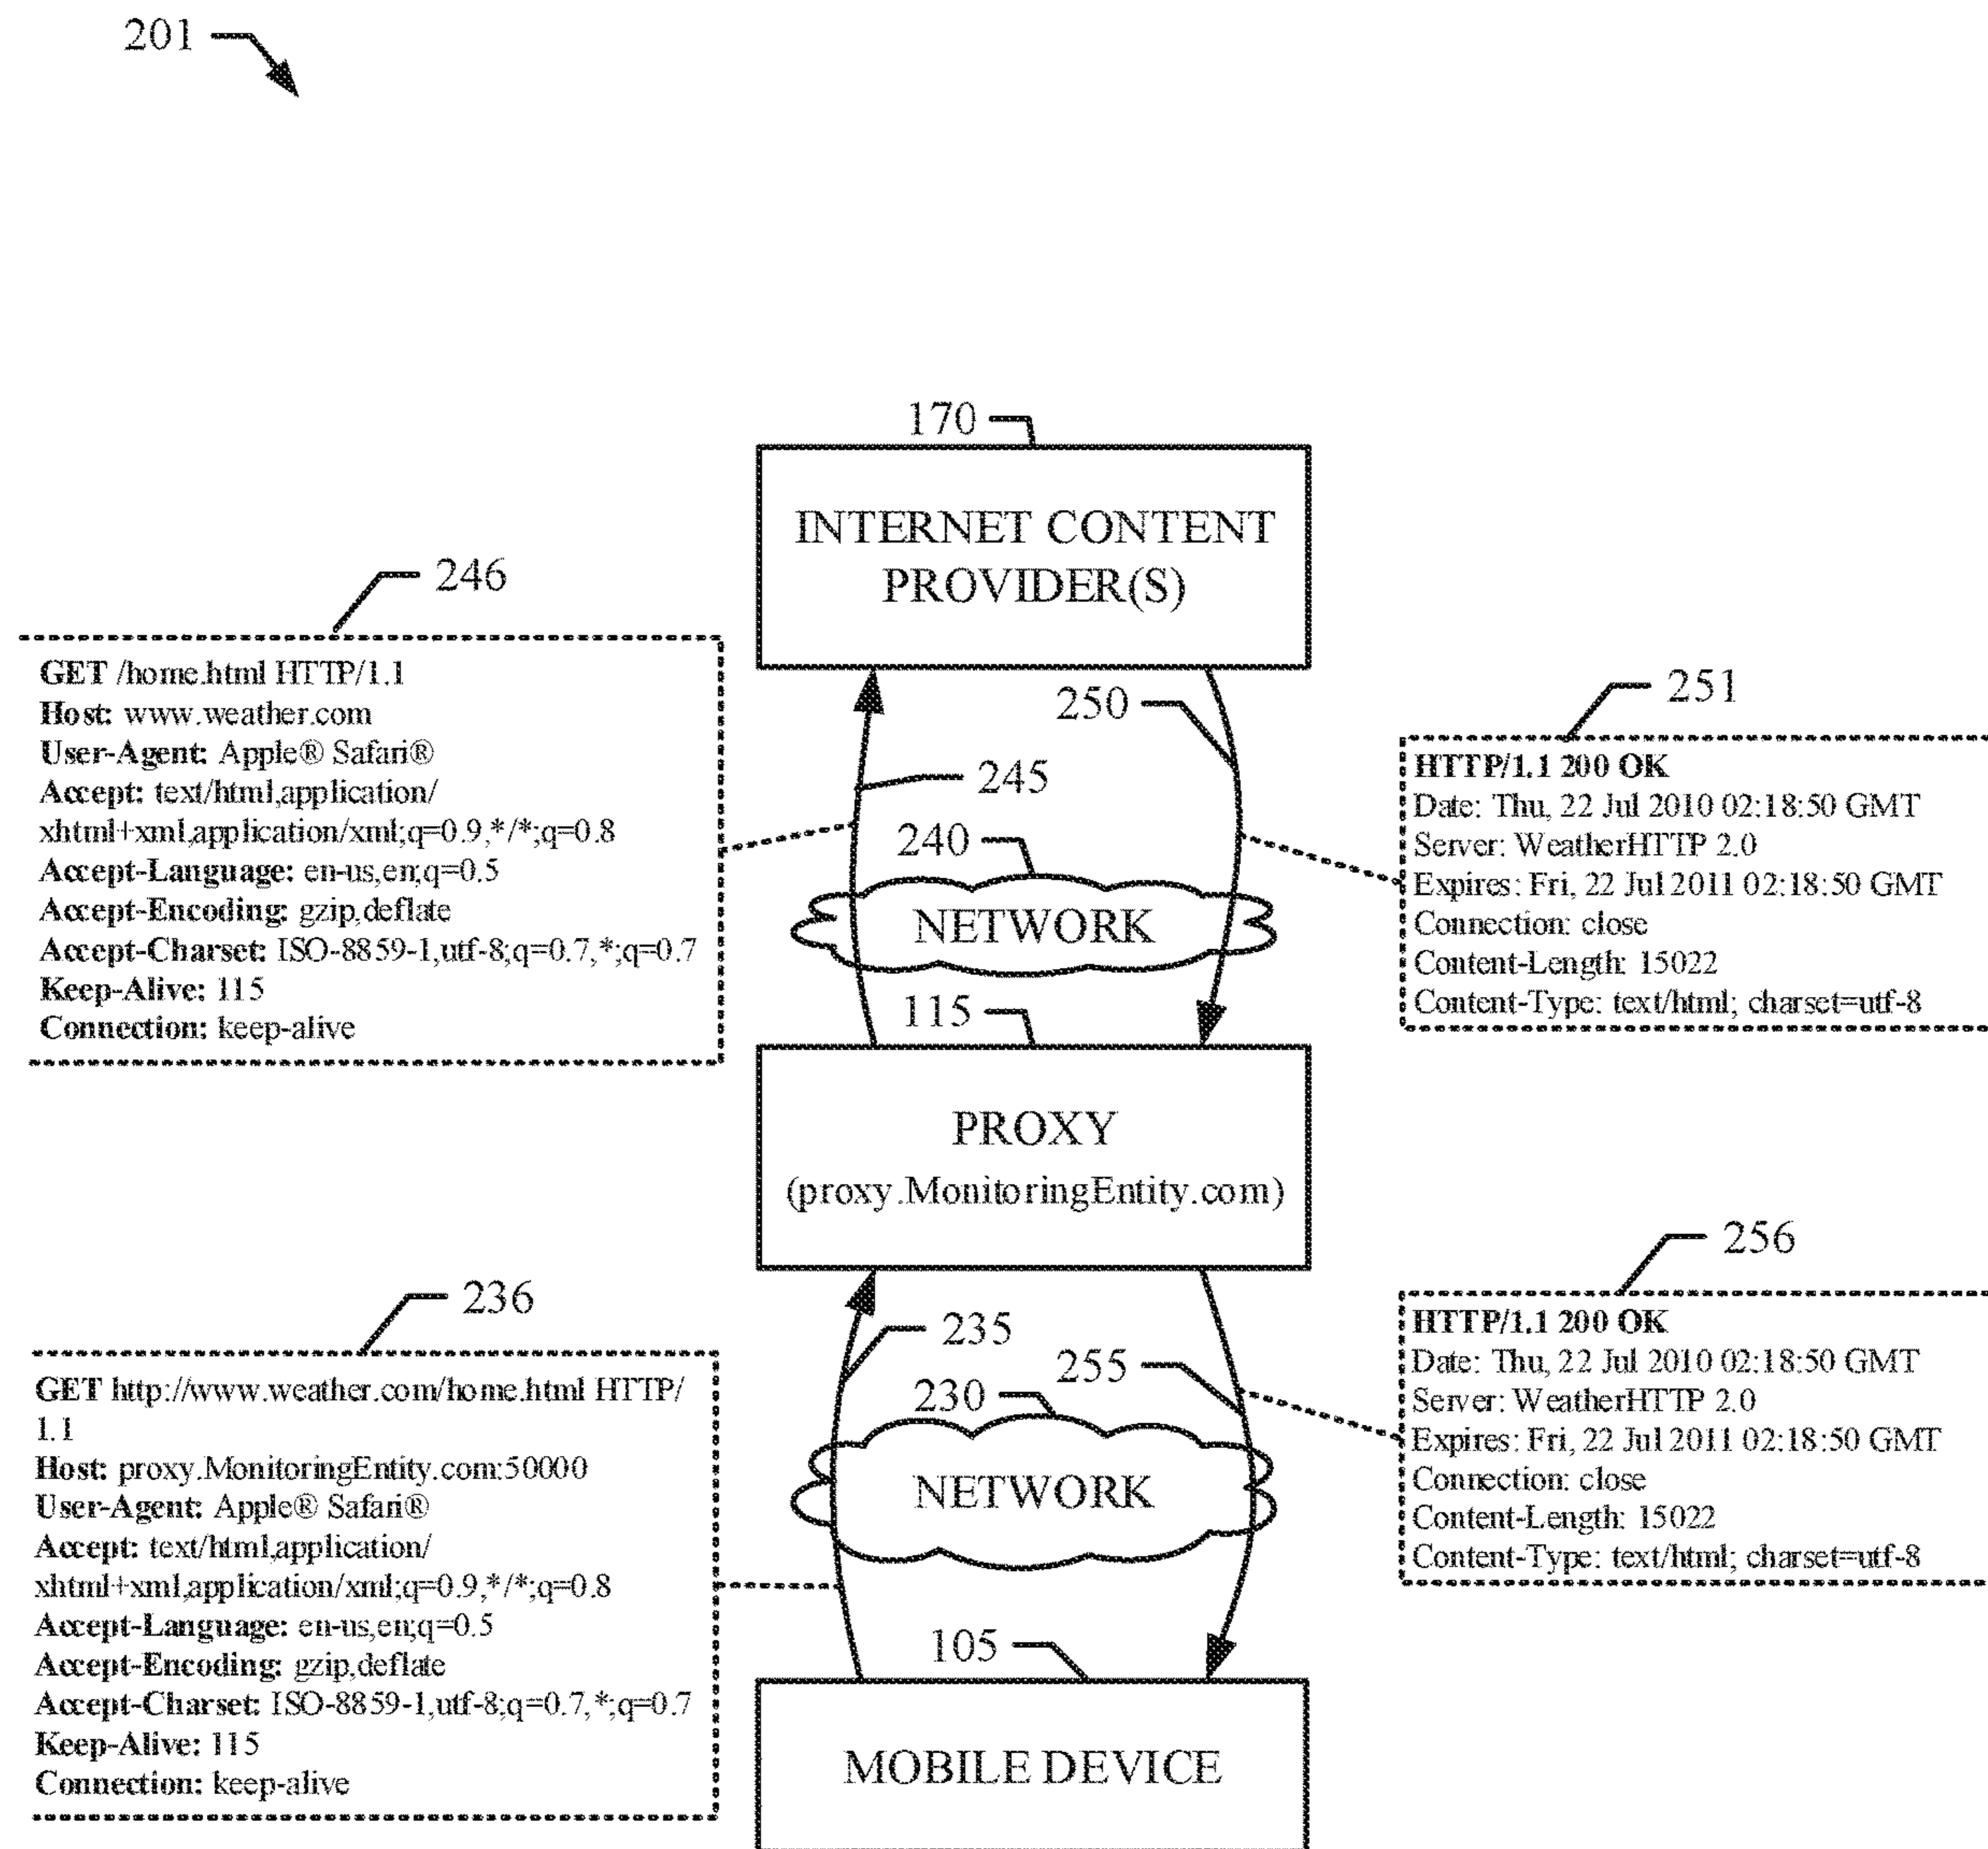 201
170
INTERNET CONTENT
PROVIDER(S)
246
GET /home.html HTTP/1.1
Host: www.weather.com
User-Agent: Apple® Safari®
Accept: text/html,application/
xhtml+xml,application/xml;q=0.9,*/*;q=0.8
Accept-Language: en-us,en;q=0.5
Accept-Encoding: gzip,deflate
Accept-Charset: ISO-8859-1,utf-8;q=0.7,*;q=0.7
Keep-Alive: 115
Connection: keep-alive
250
245
240
NETWORK
251
HTTP/1.1 200 OK
Date: Thu, 22 Jul 2010 02:18:50 GMT
Server: WeatherHTTP 2.0
Expires: Fri, 22 Jul 2011 02:18:50 GMT
Connection: close
Content-Length: 15022
Content-Type: text/html; charset=utf-8
115
PROXY
(proxy.MonitoringEntity.com)
236
GET http://www.weather.com/home.html HTTP/
1.1
Host: proxy.MonitoringEntity.com:50000
User-Agent: Apple® Safari®
Accept: text/html,application/
xhtml+xml,application/xml;q=0.9,*/*;q=0.8
Accept-Language: en-us,en;q=0.5
Accept-Encoding: gzip,deflate
Accept-Charset: ISO-8859-1,utf-8;q=0.7,*;q=0.7
Keep-Alive: 115
Connection: keep-alive
235
255
230
NETWORK
256
HTTP/1.1 200 OK
Date: Thu, 22 Jul 2010 02:18:50 GMT
Server: WeatherHTTP 2.0
Expires: Fri, 22 Jul 2011 02:18:50 GMT
Connection: close
Content-Length: 15022
Content-Type: text/html; charset=utf-8
105
MOBILE DEVICE